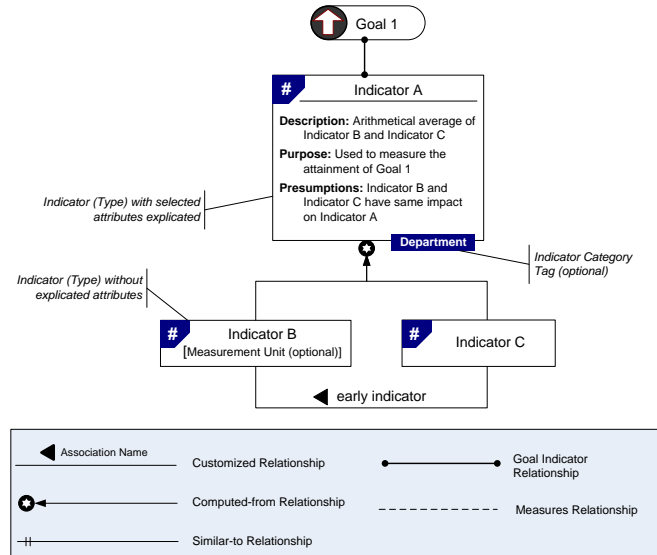 Goal 1
#
Indicator A
Description: Arithmetical average of
Indicator B and Indicator C
Purpose: Used to measure the
attainment of Goal 1
Presumptions: Indicator B and
Indicator C have same impact
on Indicator A
Department
Indicator (Type) with selected
attributes explicated
Indicator Category
Tag (optional)
Indicator (Type) without
explicated attributes
#
Indicator B
[Measurement Unit (optional)]
#
Indicator C
early indicator
Association Name
Customized Relationship
Computed-from Relationship
Similar-to Relationship
Goal Indicator
Relationship
Measures Relationship